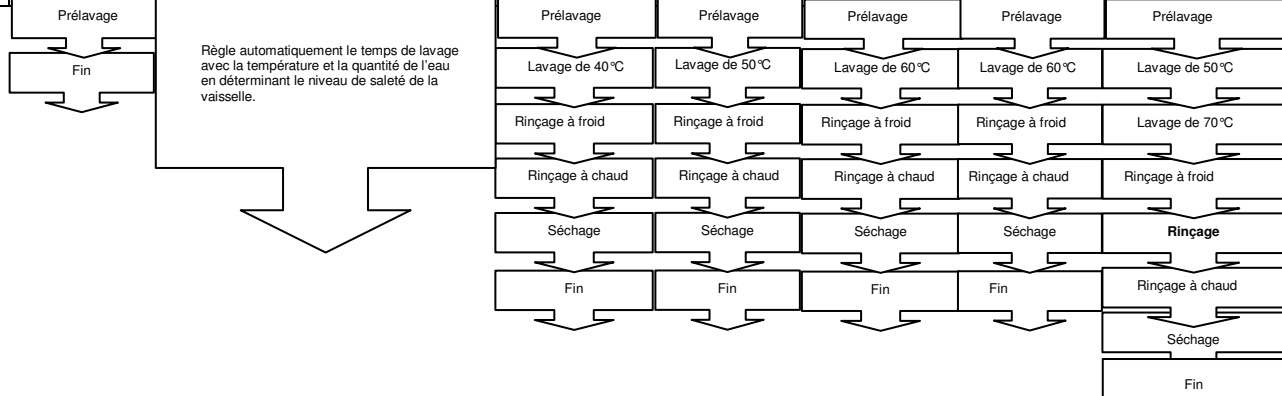 Prélavage
Fin
Règle automatiquement le temps de lavage
avec la température et la quantité de l'eau
en déterminant le niveau de saleté de la
vaisselle.
Prélavage
Lavage de 40°C
Rinçage à froid
Rinçage à chaud
Séchage
Fin
Prélavage
Lavage de 50°C
Rinçage à froid
Rinçage à chaud
Séchage
Fin
Prélavage
Lavage de 60°C
Rinçage à froid
Rinçage à chaud
Séchage
Fin
Prélavage
Lavage de 60°C
Rinçage à froid
Rinçage à chaud
Séchage
Fin
Prélavage
Lavage de 50°C
Lavage de 70°C
Rinçage à froid
Rinçage
Rinçage à chaud
Séchage
Fin